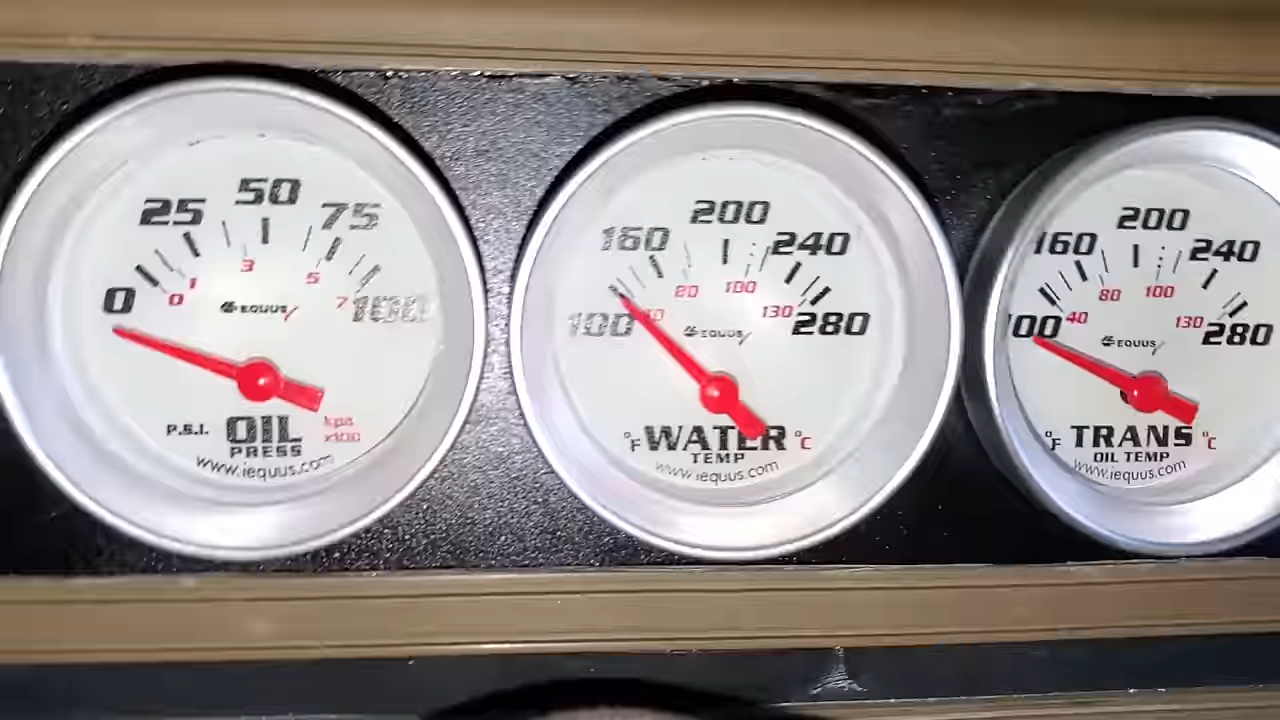 0 25 50 75 100
0 1 3 5 7
EQUUS
P.S.I. OIL kpa
PRESS x100
www.iequus.com
100 160 200 240 280
40 80 100 130
EQUUS
°F WATER °C
TEMP
www.iequus.com
100 160 200 240 280
40 80 100 130
EQUUS
°F TRANS °C
OIL TEMP
www.iequus.com